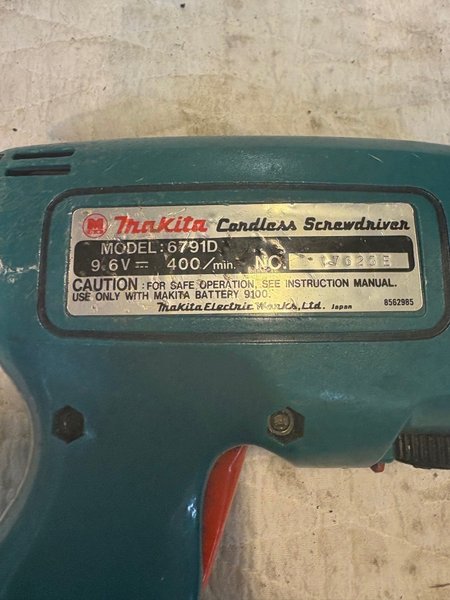 M Makita Cordless Screwdriver
MODEL:6791D
9.6V⎓ 400/min. NO.
CAUTION : FOR SAFE OPERATION, SEE INSTRUCTION MANUAL.
USE ONLY WITH MAKITA BATTERY 9100.
Makita Electric Works, Ltd. Japan 8562985